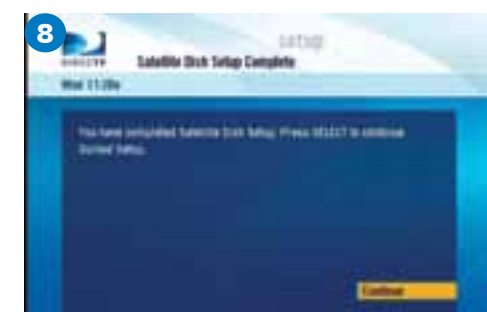 8
setup
DIRECTV
Satellite Dish Setup Complete
Mon 11:28a
You have completed Satellite Dish Setup. Press SELECT to continue
Guided Setup.
Continue